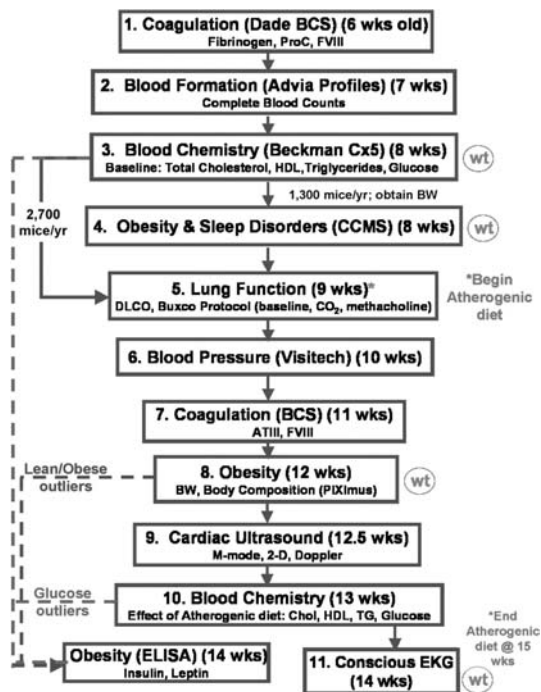 1. Coagulation (Dade BCS) (6 wks old)
Fibrinogen, ProC, FVIII
2. Blood Formation (Advia Profiles) (7 wks)
Complete Blood Counts
3. Blood Chemistry (Beckman Cx5) (8 wks)
Baseline: Total Cholesterol, HDL,Triglycerides, Glucose
wt
2,700
mice/yr
1,300 mice/yr; obtain BW
4. Obesity & Sleep Disorders (CCMS) (8 wks)
wt
5. Lung Function (9 wks)*
DLCO, Buxco Protocol (baseline, CO2, methacholine)
*Begin
Atherogenic
diet
6. Blood Pressure (Visitech) (10 wks)
7. Coagulation (BCS) (11 wks)
ATIII, FVIII
Lean/Obese
outliers
8. Obesity (12 wks)
BW, Body Composition (PIXImus)
wt
9. Cardiac Ultrasound (12.5 wks)
M-mode, 2-D, Doppler
Glucose
outliers
10. Blood Chemistry (13 wks)
Effect of Atherogenic diet: Chol, HDL, TG, Glucose
*End
Atherogenic
diet @ 15
wks
Obesity (ELISA) (14 wks)
Insulin, Leptin
11. Conscious EKG
(14 wks)
wt